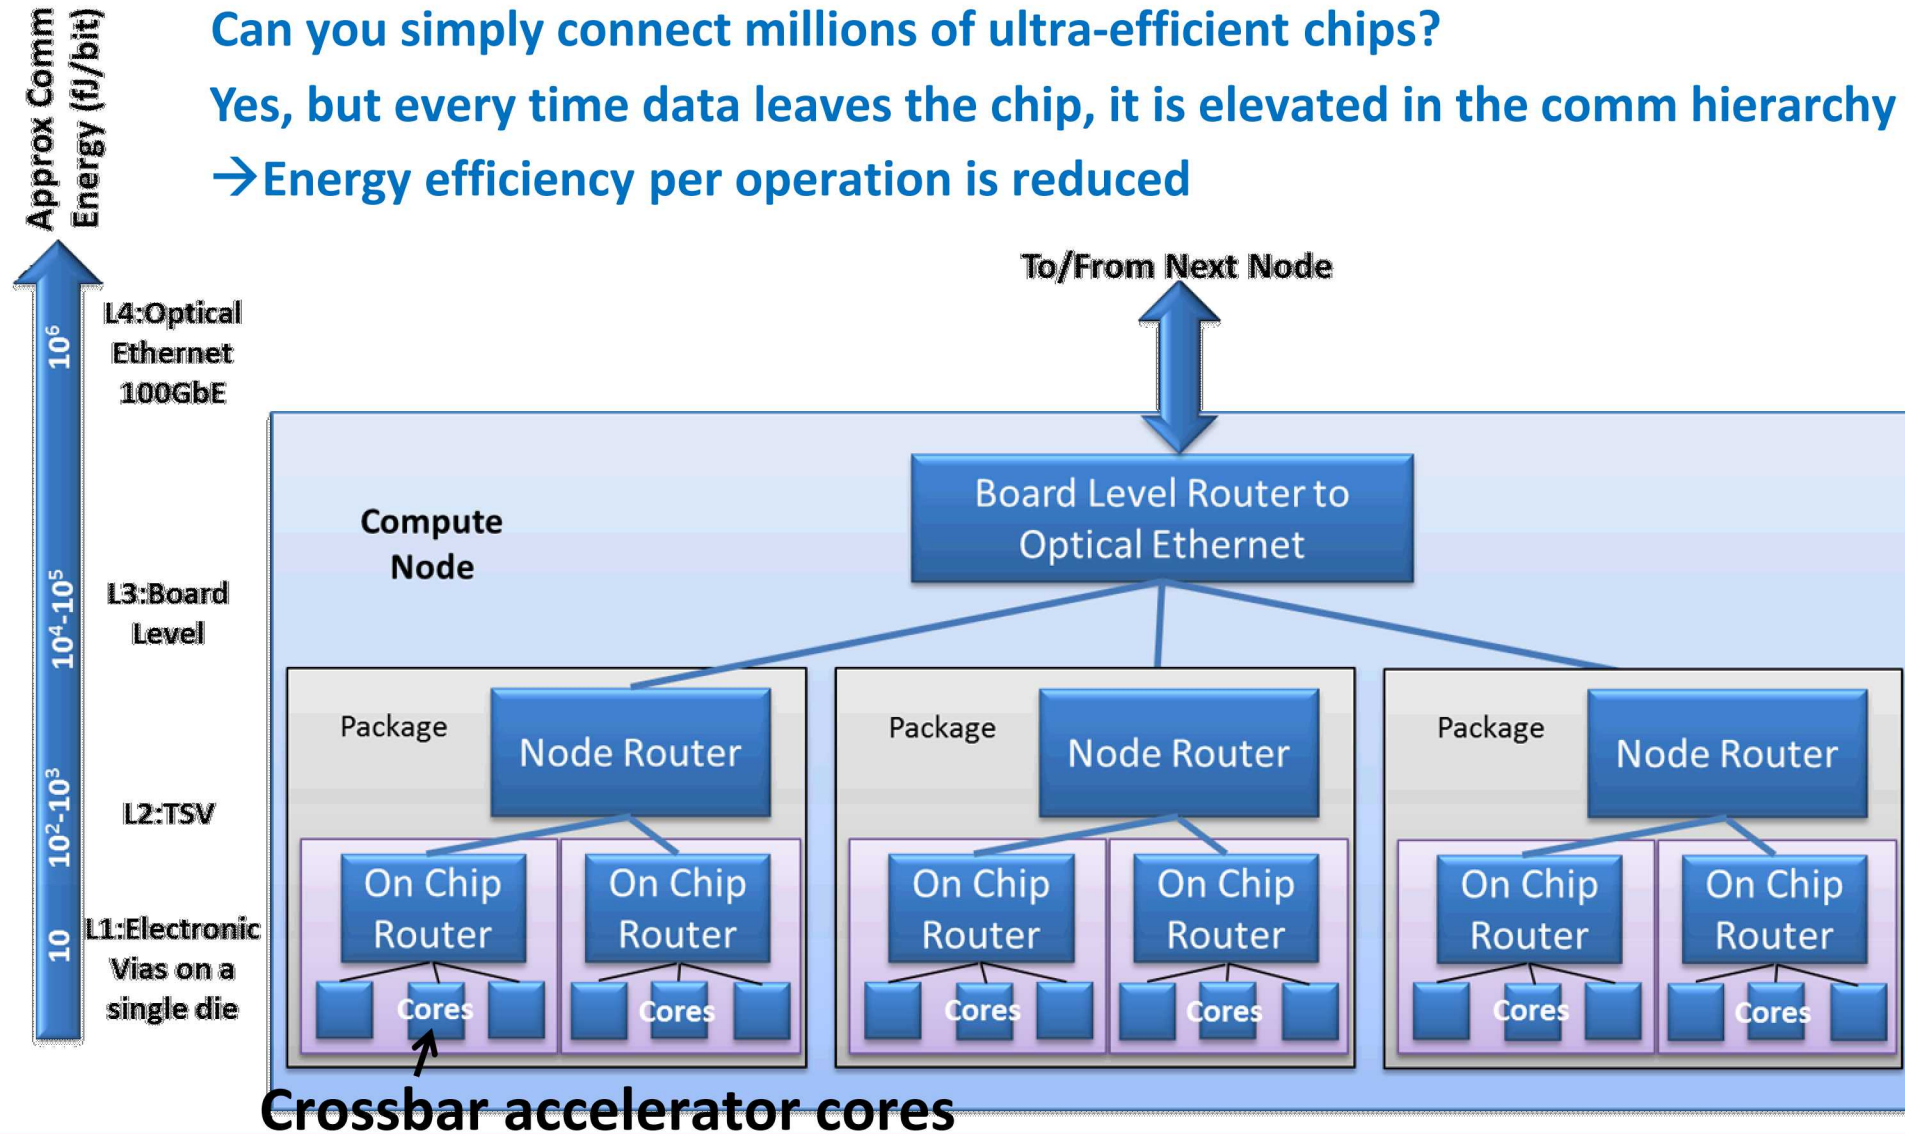 Approx Comm
Energy (fJ/bit)
Can you simply connect millions of ultra-efficient chips?
Yes, but every time data leaves the chip, it is elevated in the comm hierarchy
→Energy efficiency per operation is reduced
To/From Next Node
10⁶
L4:Optical
Ethernet
100GbE
Board Level Router to
Optical Ethernet
Compute
Node
10⁴-10⁵
L3:Board
Level
Package
Node Router
Package
Node Router
Package
Node Router
10²-10³
L2:TSV
On Chip
Router
On Chip
Router
On Chip
Router
On Chip
Router
On Chip
Router
On Chip
Router
10
L1:Electronic
Vias on a
single die
Cores
Cores
Cores
Cores
Cores
Cores
Crossbar accelerator cores